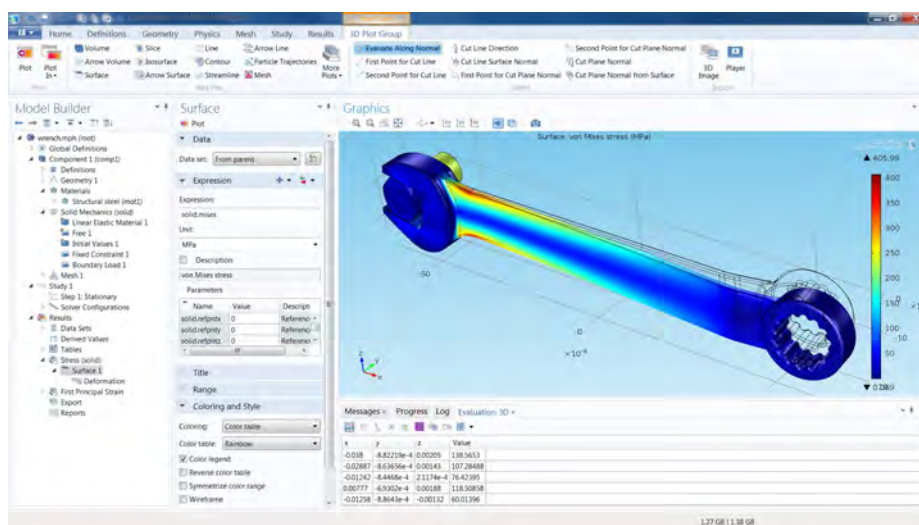 Home Definitions Geometry Physics Mesh Study Results 3D Plot Group
Volume Slice Line Arrow Line
Arrow Volume Isosurface Contour Particle Trajectories
Surface Arrow Surface Streamline Mesh
Plot Plot In
More Plots
Evaluate Along Normal Cut Line Direction Second Point for Cut Plane Normal
First Point for Cut Line Cut Line Surface Normal Cut Plane Normal
Second Point for Cut Line First Point for Cut Plane Normal Cut Plane Normal from Surface
3D Image Player
Model Builder
wrench.mph (root)
Global Definitions
Component 1 (comp1)
Definitions
Geometry 1
Materials
Structural steel (mat1)
Solid Mechanics (solid)
Linear Elastic Material 1
Free 1
Initial Values 1
Fixed Constraint 1
Boundary Load 1
Mesh 1
Study 1
Step 1: Stationary
Solver Configurations
Results
Data Sets
Derived Values
Tables
Stress (solid)
Surface 1
Deformation
First Principal Strain
Export
Reports
Surface
Plot
Data
Data set: From parent
Expression
Expression:
solid.mises
Unit:
MPa
Description:
von Mises stress
Parameters
Name Value Descript
solid.refpntx 0 Referenc
solid.refpnty 0 Referenc
solid.refpntz 0 Referenc
Title
Range
Coloring and Style
Coloring: Color table
Color table: Rainbow
Color legend
Reverse color table
Symmetrize color range
Wireframe
Graphics
Surface: von Mises stress (MPa)
405.99
400
350
300
250
200
150
100
50
-50
0
-10
z
y
x
Messages Progress Log Evaluation 3D
x y z Value
-0.038 -8.82219e-4 0.00205 138.5653
-0.02887 -8.63656e-4 0.00143 107.28488
-0.01242 -8.4468e-4 2.1174e-4 76.42395
0.00777 -6.9302e-4 0.00188 118.50858
-0.01258 -8.8643e-4 -0.00132 60.01396
1.27 GB | 1.38 GB